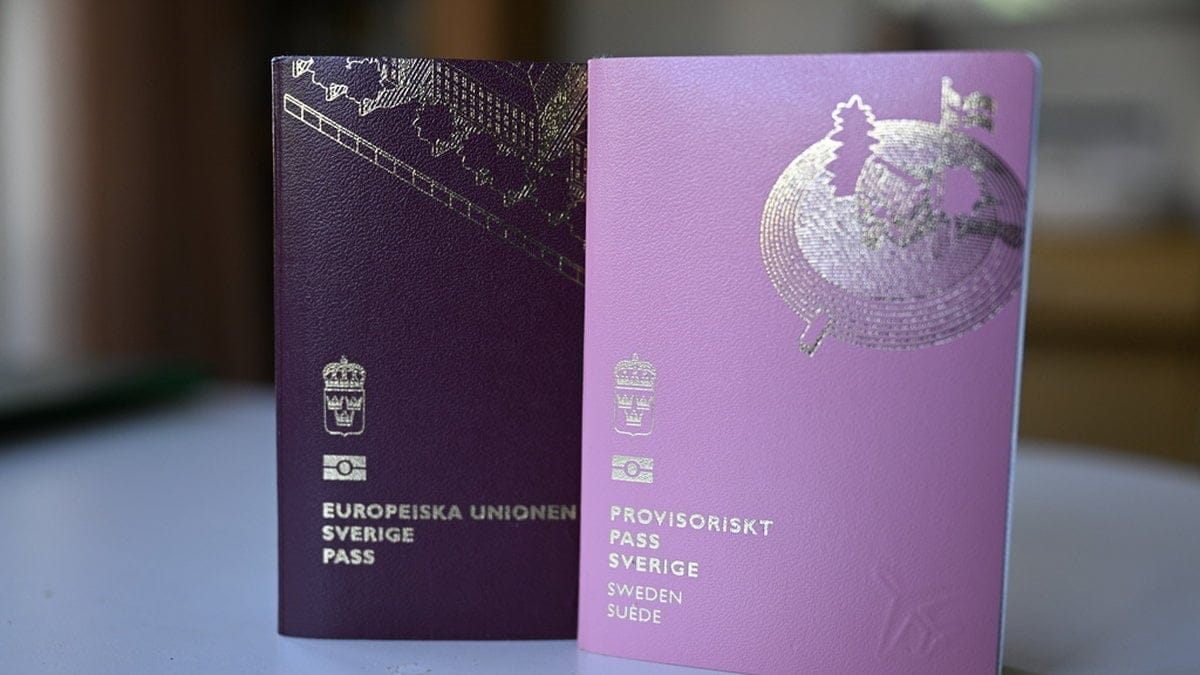 EUROPEISKA UNIONEN
SVERIGE
PASS
PROVISORISKT
PASS
SVERIGE
SWEDEN
SUÈDE